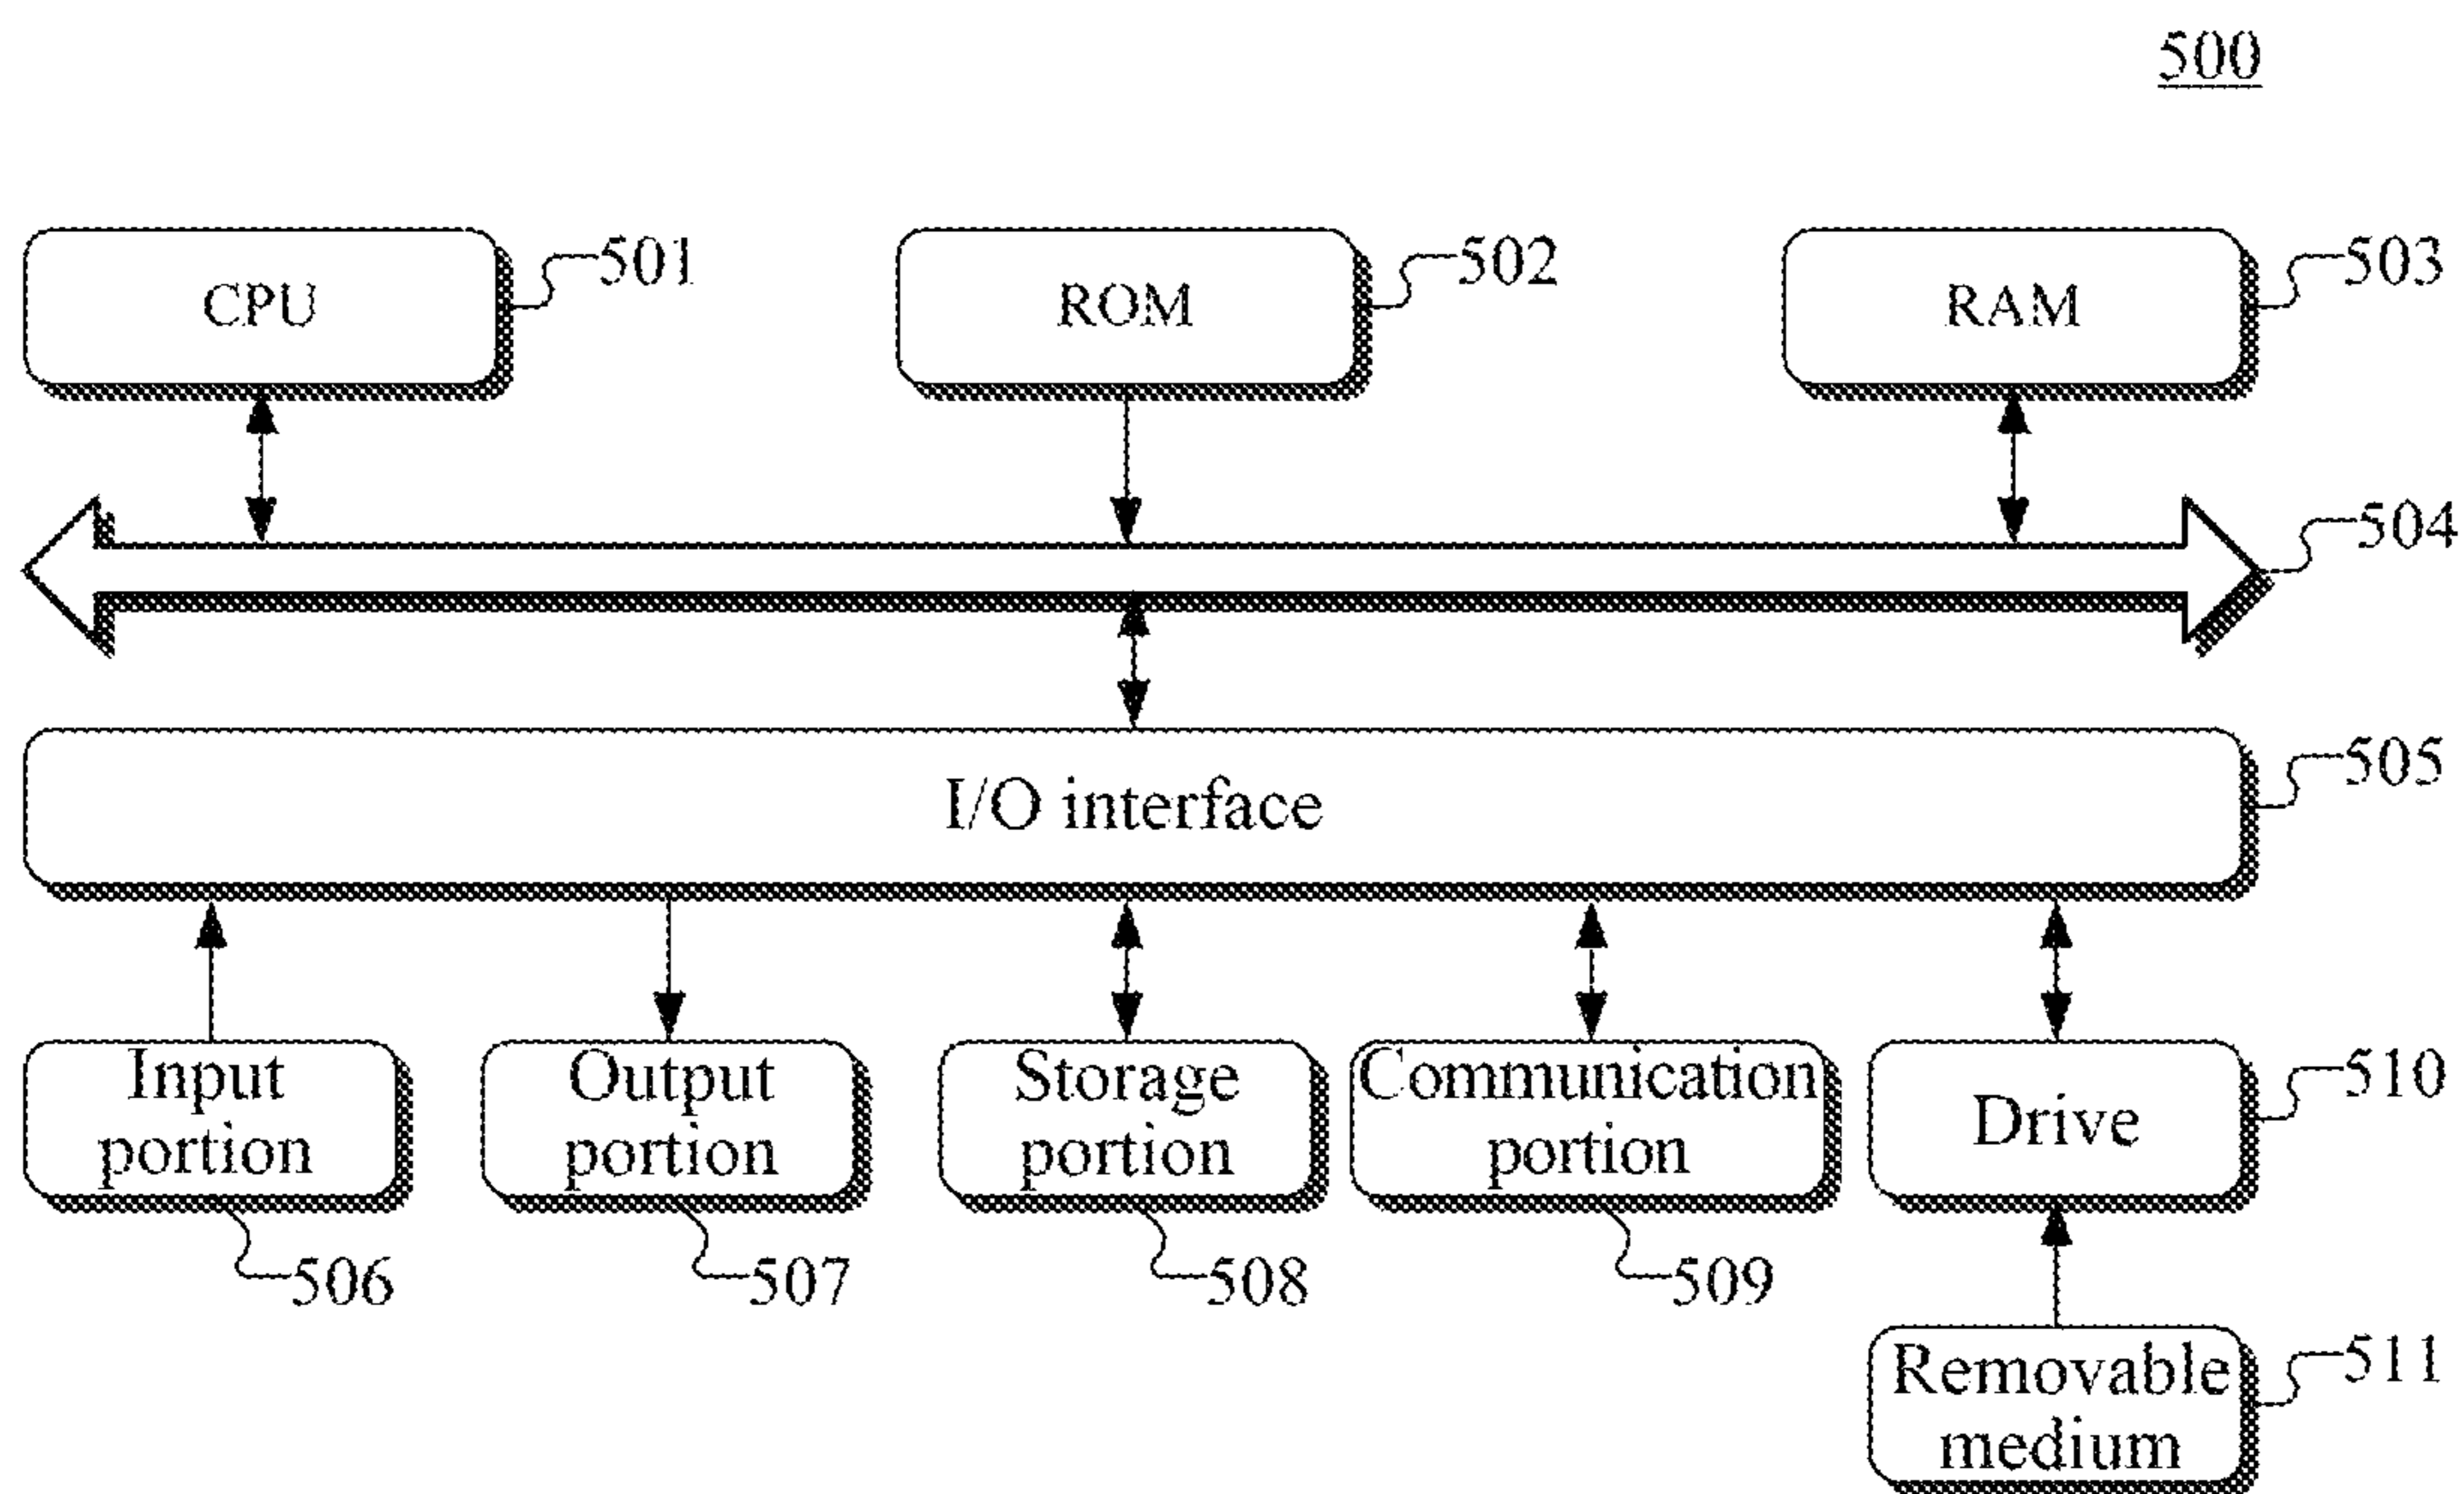 500
CPU
501
ROM
502
RAM
503
504
I/O interface
505
Input
portion
506
Output
portion
507
Storage
portion
508
Communication
portion
509
Drive
510
Removable
medium
511